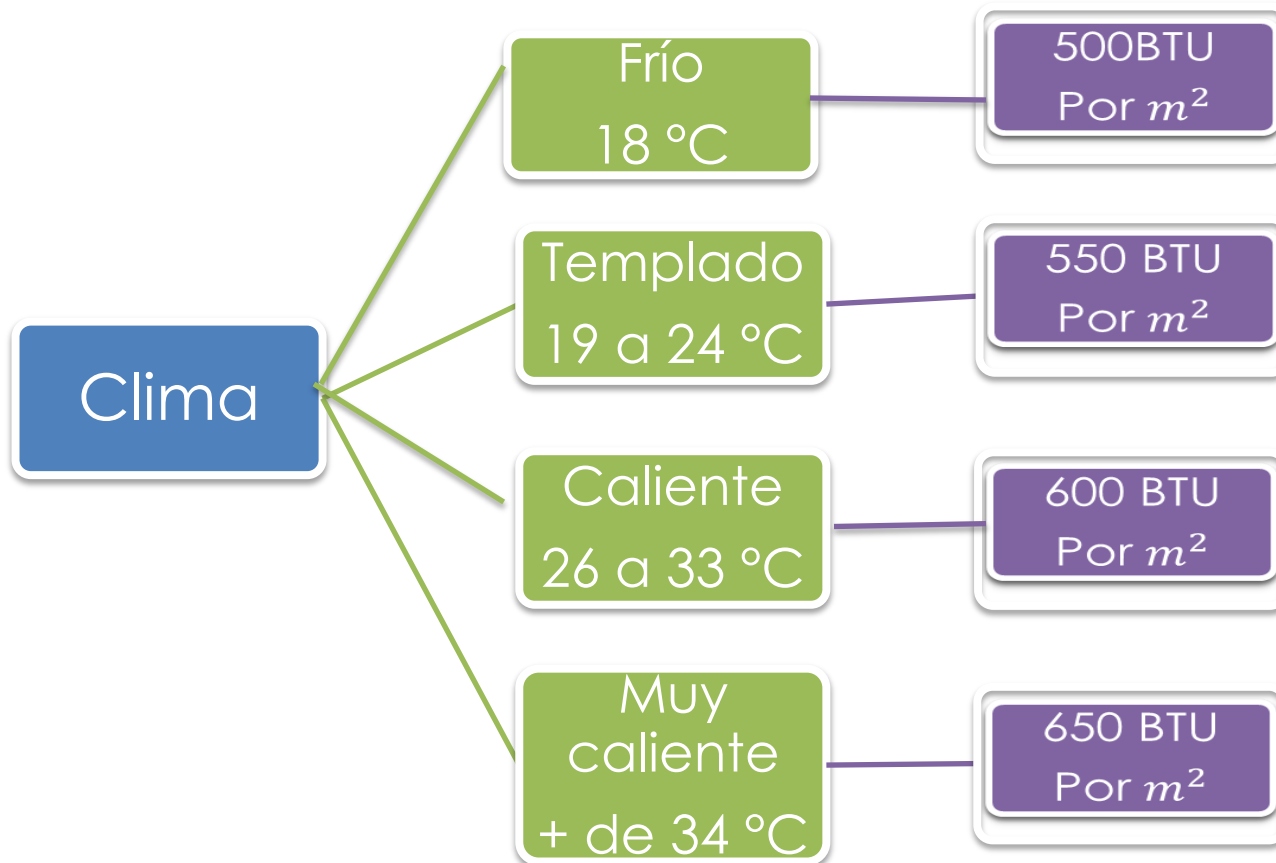 Clima
Frío
18 °C
500BTU
Por m²
Templado
19 a 24 °C
550 BTU
Por m²
Caliente
26 a 33 °C
600 BTU
Por m²
Muy
caliente
+ de 34 °C
650 BTU
Por m²